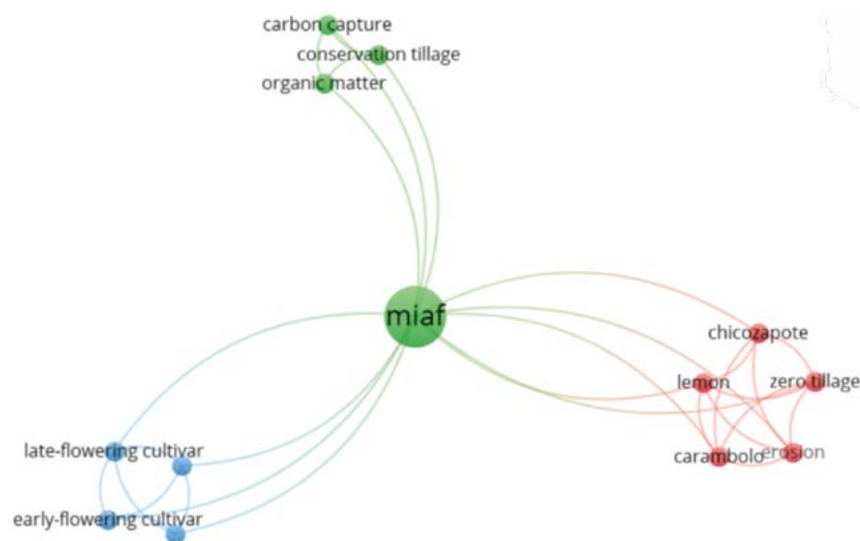 carbon capture
conservation tillage
organic matter
miaf
chicozapote
lemon
zero tillage
carambolo
erosion
late-flowering cultivar
early-flowering cultivar